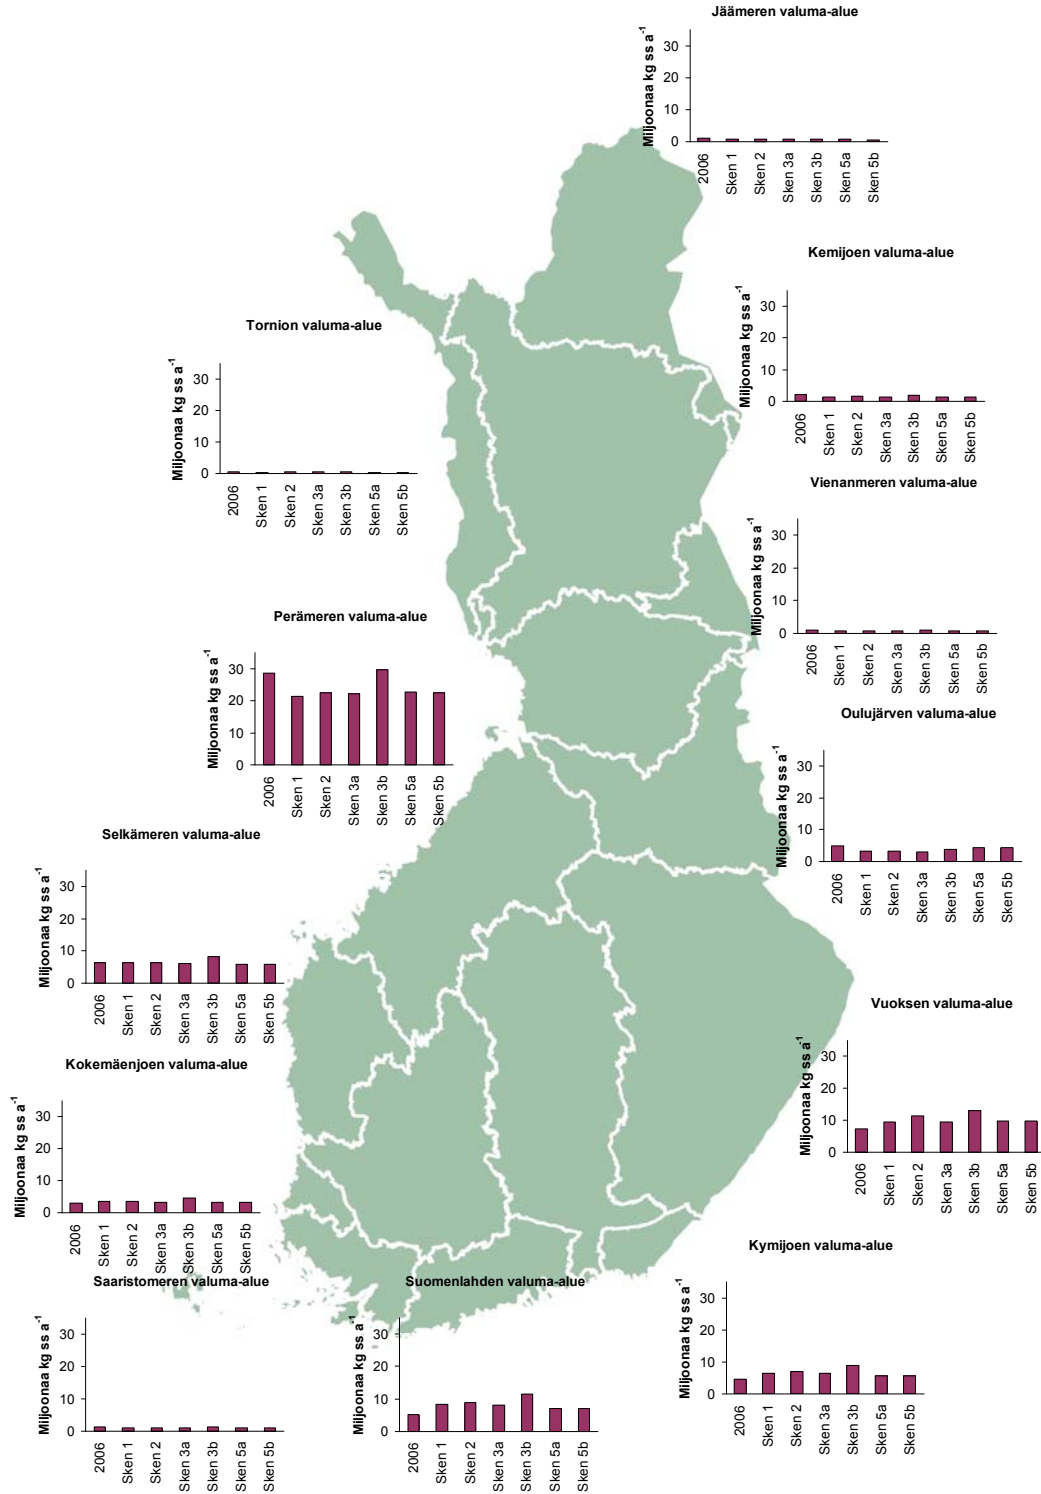 Jäämeren valuma-alue
Miljoonaa kg ss a⁻¹
30
20
10
0
2006
Sken 1
Sken 2
Sken 3a
Sken 3b
Sken 5a
Sken 5b
Kemijoen valuma-alue
Miljoonaa kg ss a⁻¹
30
20
10
0
2006
Sken 1
Sken 2
Sken 3a
Sken 3b
Sken 5a
Sken 5b
Tornion valuma-alue
Miljoonaa kg ss a⁻¹
30
20
10
0
2006
Sken 1
Sken 2
Sken 3a
Sken 3b
Sken 5a
Sken 5b
Vienanmeren valuma-alue
Miljoonaa kg ss a⁻¹
30
20
10
0
2006
Sken 1
Sken 2
Sken 3a
Sken 3b
Sken 5a
Sken 5b
Perämeren valuma-alue
Miljoonaa kg ss a⁻¹
30
20
10
0
2006
Sken 1
Sken 2
Sken 3a
Sken 3b
Sken 5a
Sken 5b
Oulujärven valuma-alue
Miljoonaa kg ss a⁻¹
30
20
10
0
2006
Sken 1
Sken 2
Sken 3a
Sken 3b
Sken 5a
Sken 5b
Selkämeren valuma-alue
Miljoonaa kg ss a⁻¹
30
20
10
0
2006
Sken 1
Sken 2
Sken 3a
Sken 3b
Sken 5a
Sken 5b
Vuoksen valuma-alue
Miljoonaa kg ss a⁻¹
30
20
10
0
2006
Sken 1
Sken 2
Sken 3a
Sken 3b
Sken 5a
Sken 5b
Kokemäenjoen valuma-alue
Miljoonaa kg ss a⁻¹
30
20
10
0
2006
Sken 1
Sken 2
Sken 3a
Sken 3b
Sken 5a
Sken 5b
Kymijoen valuma-alue
Miljoonaa kg ss a⁻¹
30
20
10
0
2006
Sken 1
Sken 2
Sken 3a
Sken 3b
Sken 5a
Sken 5b
Saaristomeren valuma-alue
Miljoonaa kg ss a⁻¹
30
20
10
0
2006
Sken 1
Sken 2
Sken 3a
Sken 3b
Sken 5a
Sken 5b
Suomenlahden valuma-alue
Miljoonaa kg ss a⁻¹
30
20
10
0
2006
Sken 1
Sken 2
Sken 3a
Sken 3b
Sken 5a
Sken 5b